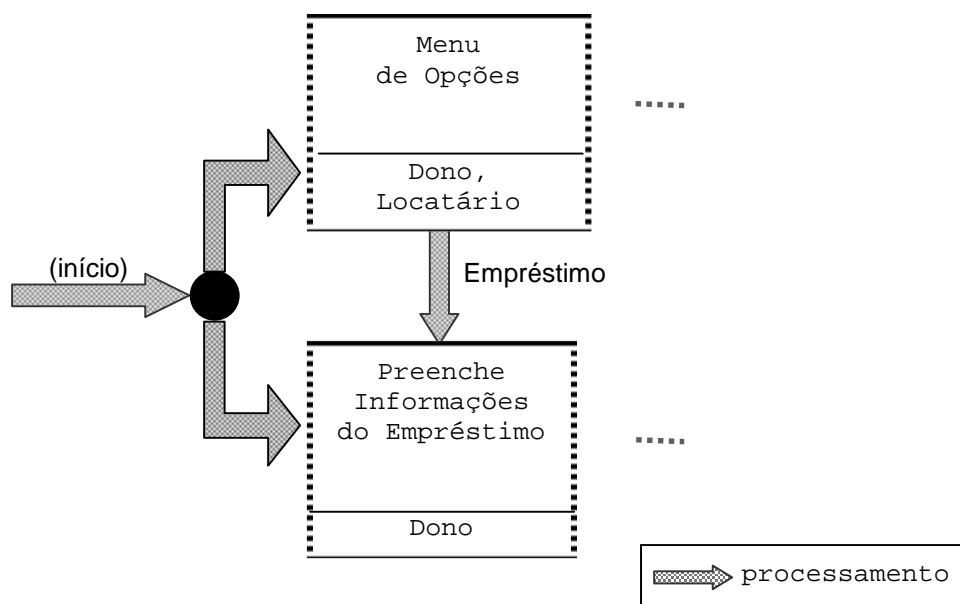 Menu
de Opções
Dono,
Locatário
(início)
Empréstimo
Preenche
Informações
do Empréstimo
Dono
processamento